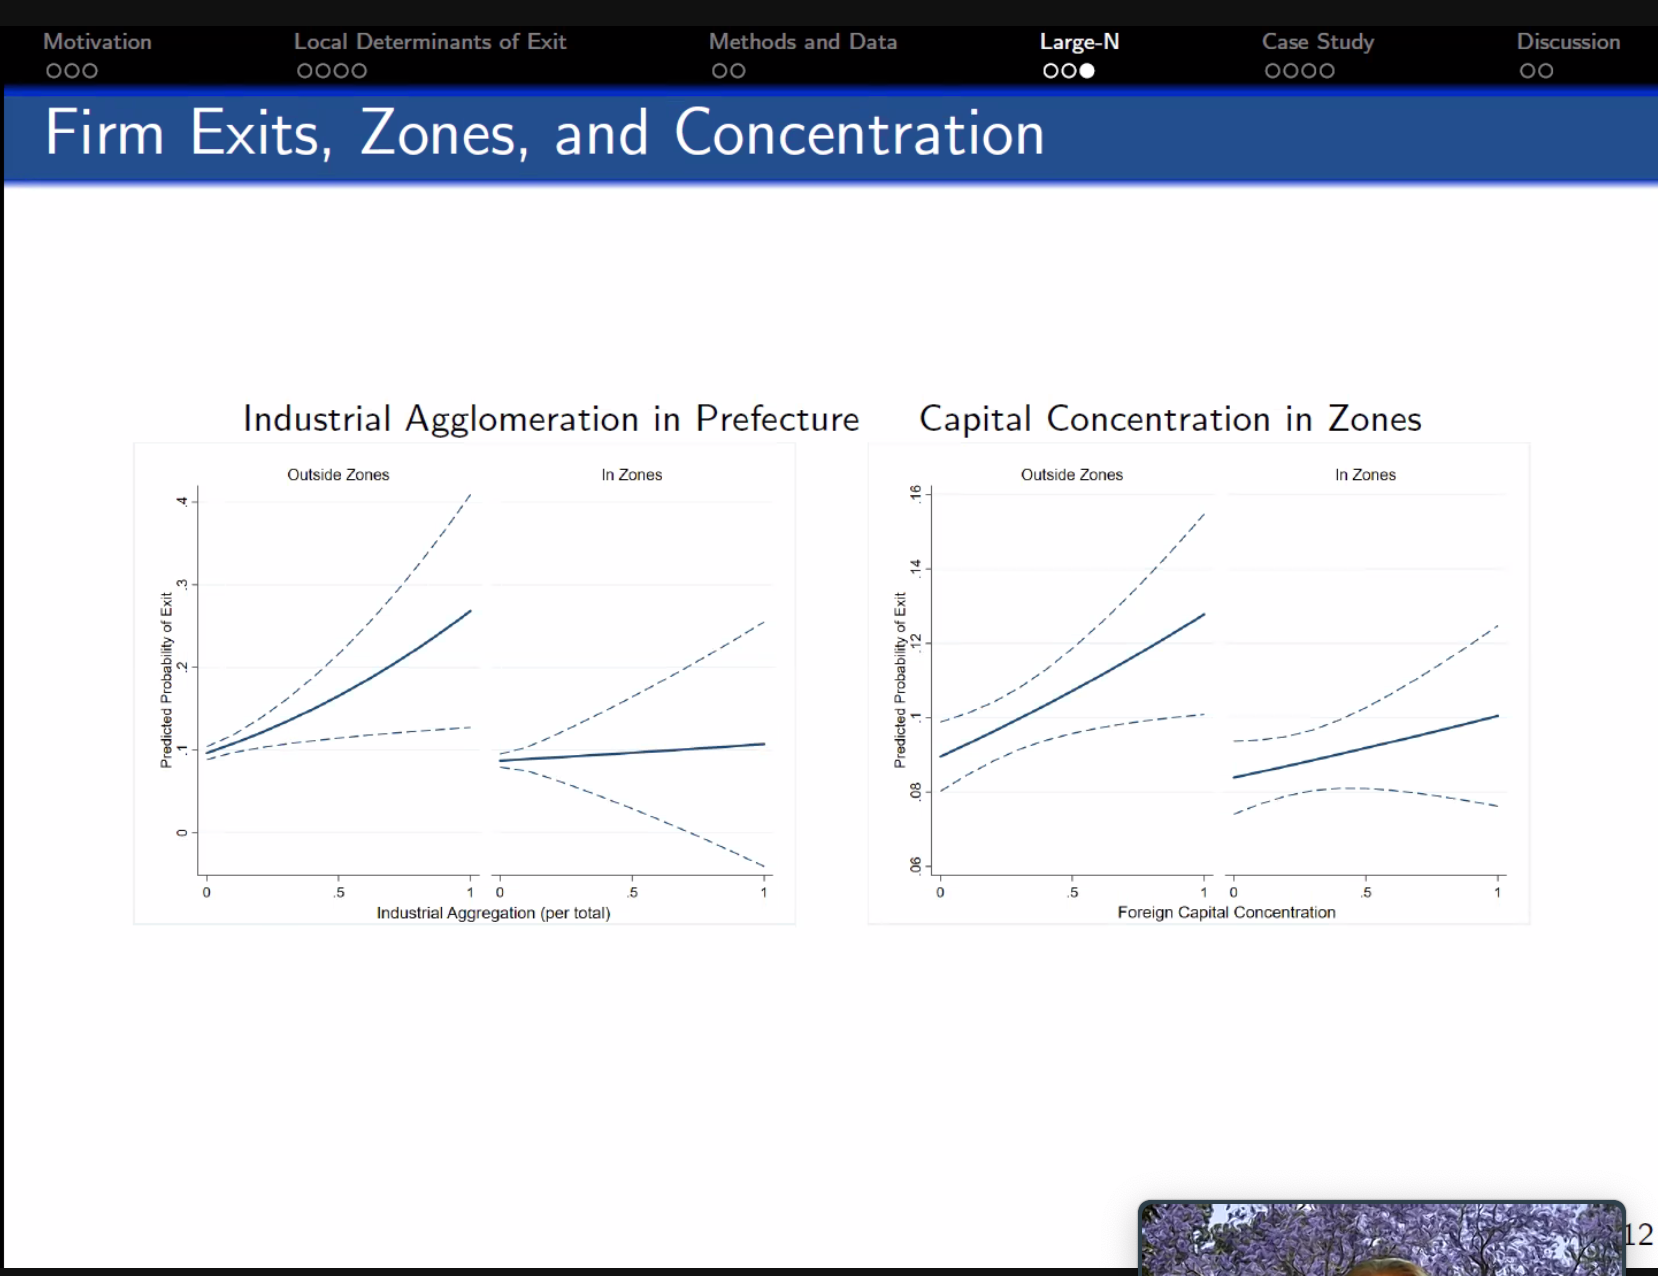 Motivation Local Determinants of Exit Methods and Data Large-N Case Study Discussion
Firm Exits, Zones, and Concentration
Industrial Agglomeration in Prefecture Capital Concentration in Zones
Outside Zones In Zones
Predicted Probability of Exit
.4
.3
.2
.1
0
0 .5 1 0 .5 1
Industrial Aggregation (per total)
Outside Zones In Zones
Predicted Probability of Exit
.16
.14
.12
.1
.08
.06
0 .5 1 0 .5 1
Foreign Capital Concentration
12